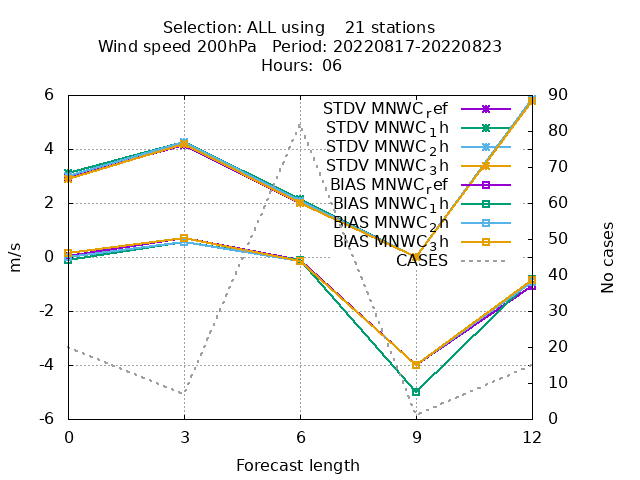 Selection: ALL using 21 stations
Wind speed 200hPa Period: 20220817-20220823
Hours: 06
6
4
2
0
-2
-4
-6
m/s
90
80
70
60
50
40
30
20
10
0
No cases
STDV MNWC_ref
STDV MNWC_1h
STDV MNWC_2h
STDV MNWC_3h
BIAS MNWC_ref
BIAS MNWC_1h
BIAS MNWC_2h
BIAS MNWC_3h
CASES
0 3 6 9 12
Forecast length